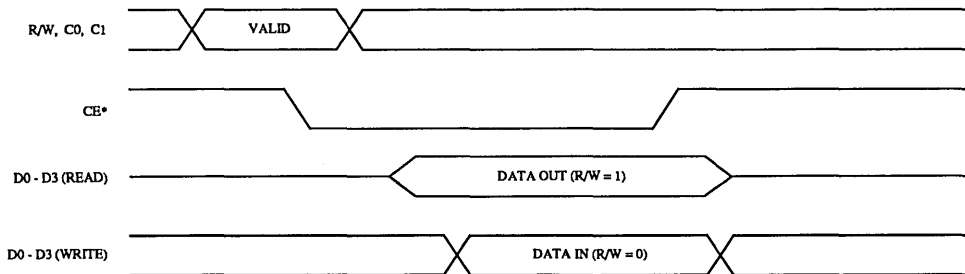 R/W, C0, C1
VALID
CE*
D0 - D3 (READ)
DATA OUT (R/W = 1)
D0 - D3 (WRITE)
DATA IN (R/W = 0)